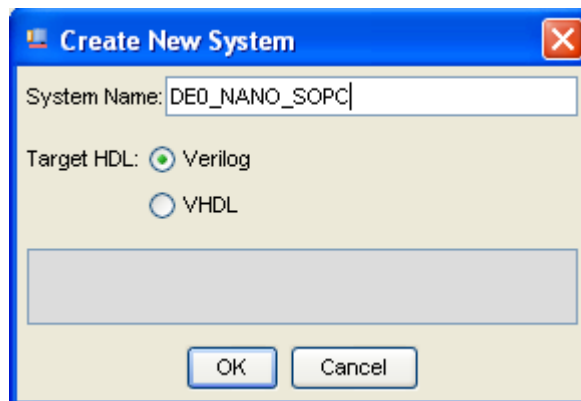 Create New System
System Name: DE0_NANO_SOPC
Target HDL: Verilog
VHDL
OK Cancel